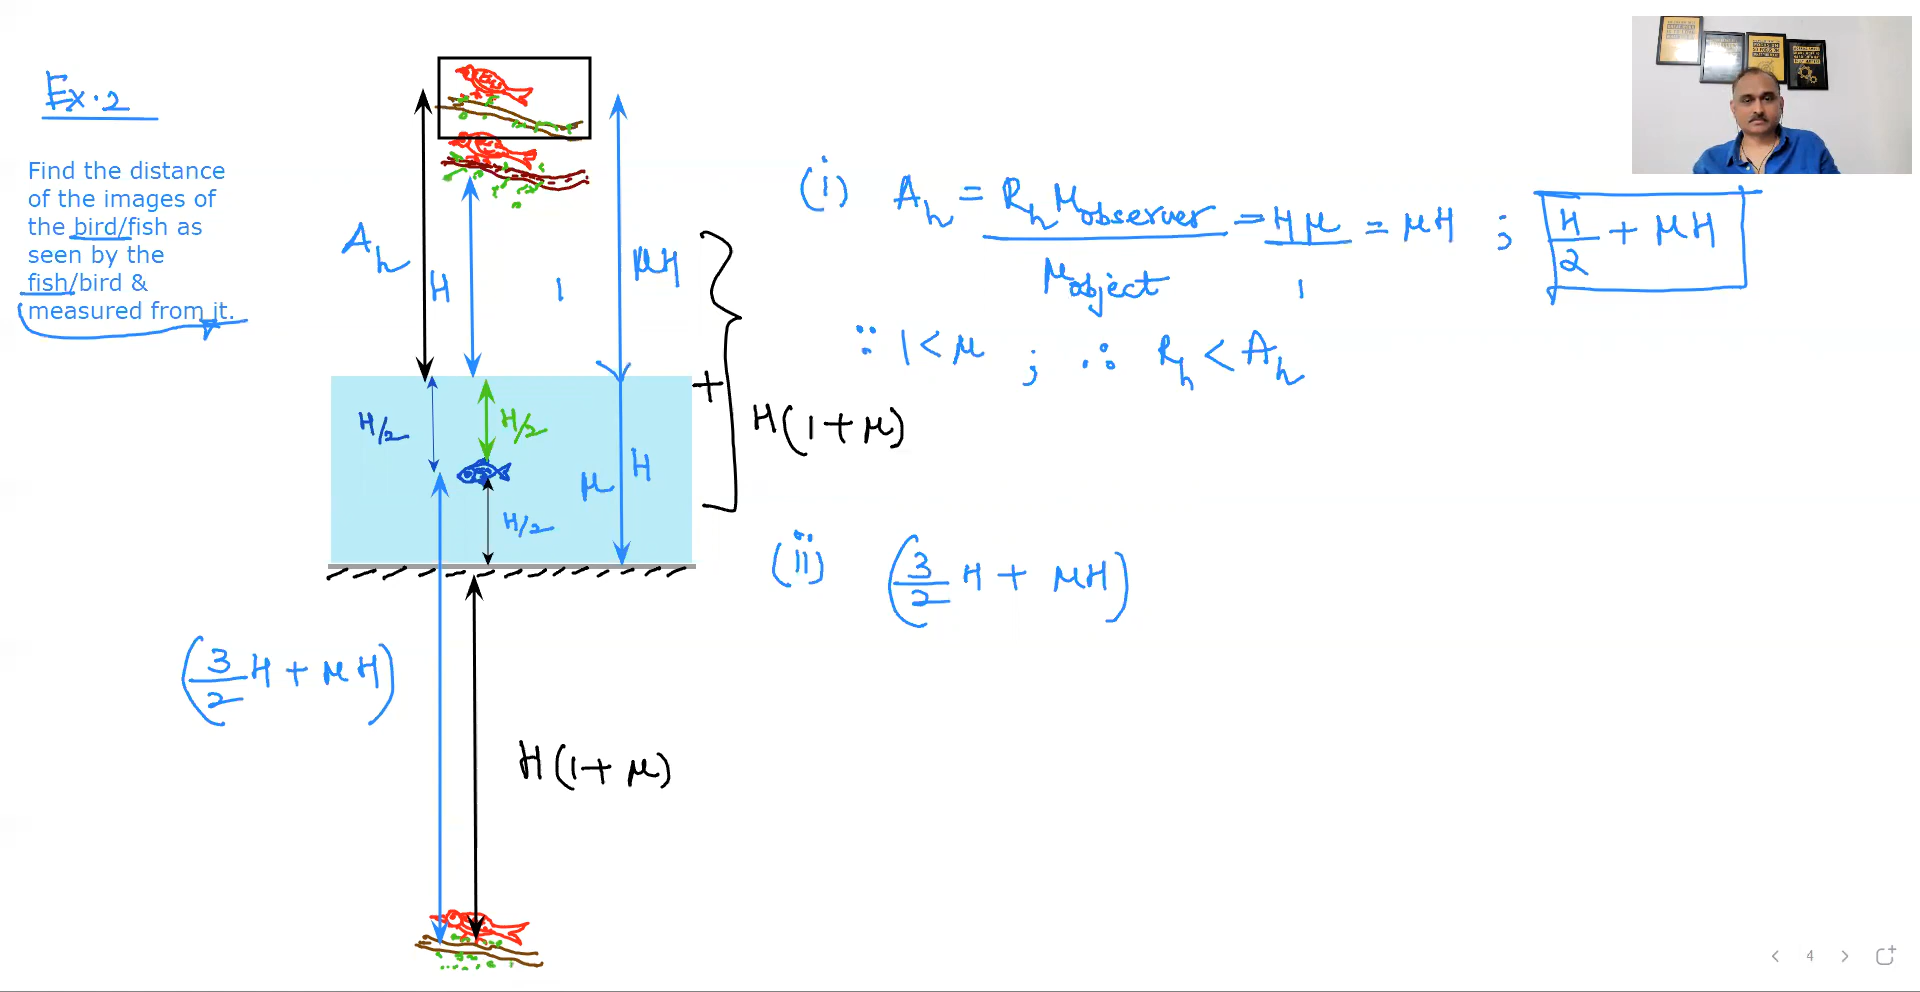 Ex.2
Find the distance
of the images of
the bird/fish as
seen by the
fish/bird &
measured from it.
A_h
H
1
μH
H/2
H/2
H/2
μ
H
+
H(1+μ)
(3/2 H + μH)
H(1+μ)
(i) A_h = R_h μ_observer / μ_object = Hμ / 1 = μH ; H/2 + μH
∵ 1 < μ ; ∴ R_h < A_h
(ii) (3/2 H + μH)
4